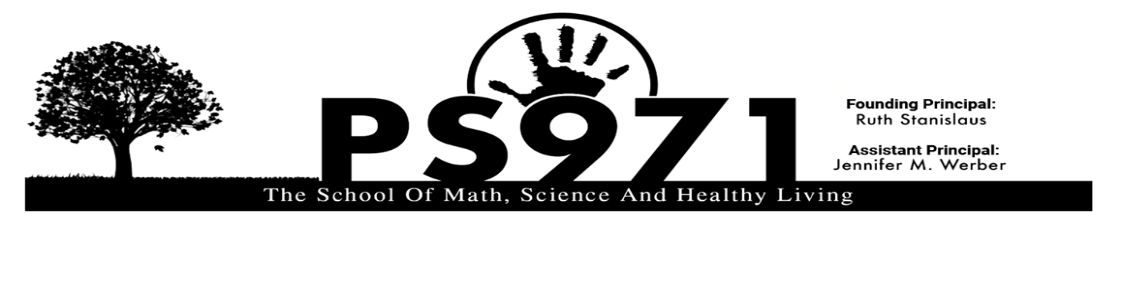 PS971
Founding Principal:
Ruth Stanislaus
Assistant Principal:
Jennifer M. Werber
The School Of Math, Science And Healthy Living